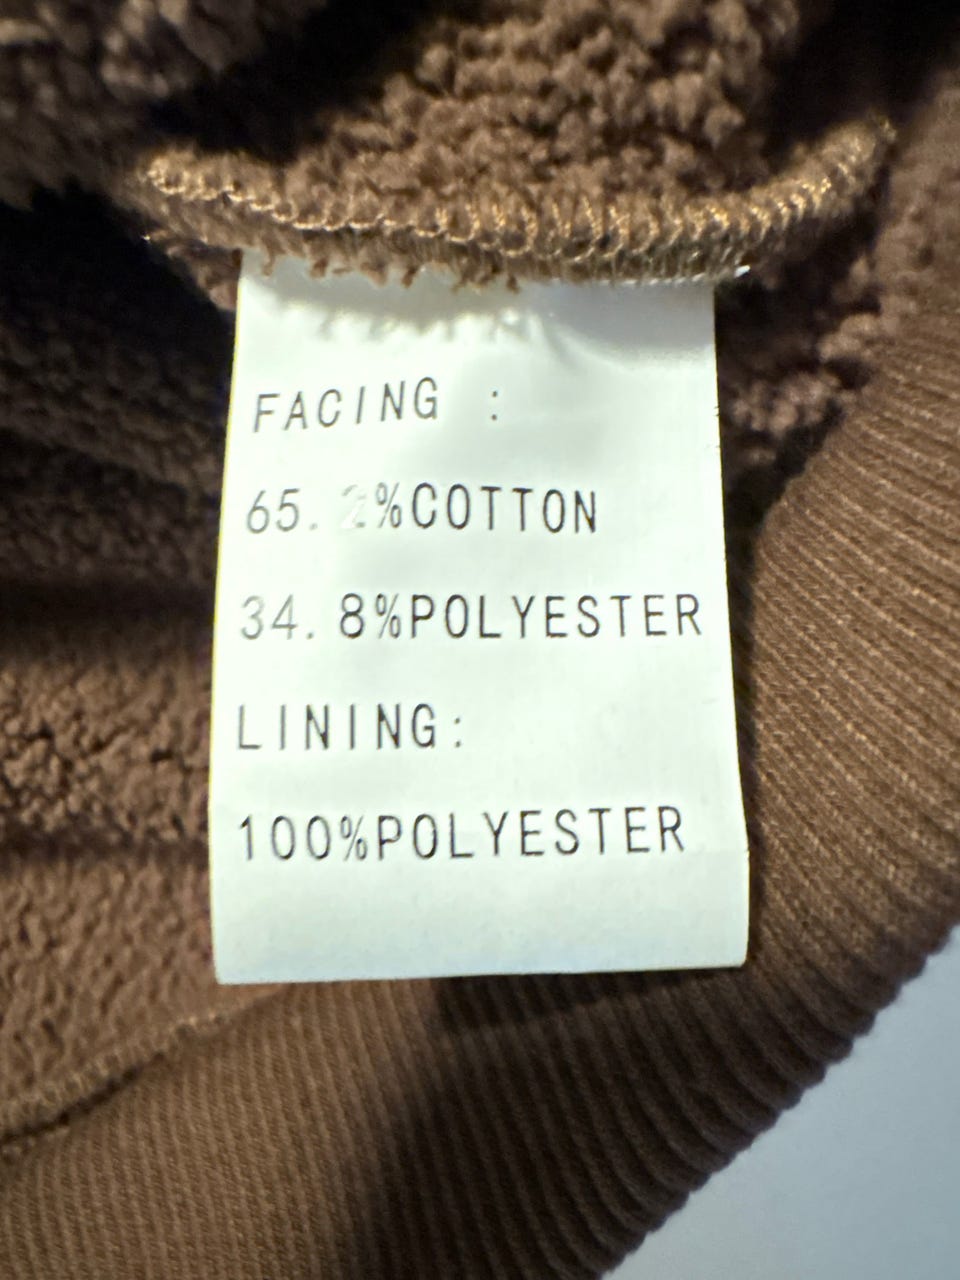 FACING :
65.2%COTTON
34.8%POLYESTER
LINING:
100%POLYESTER